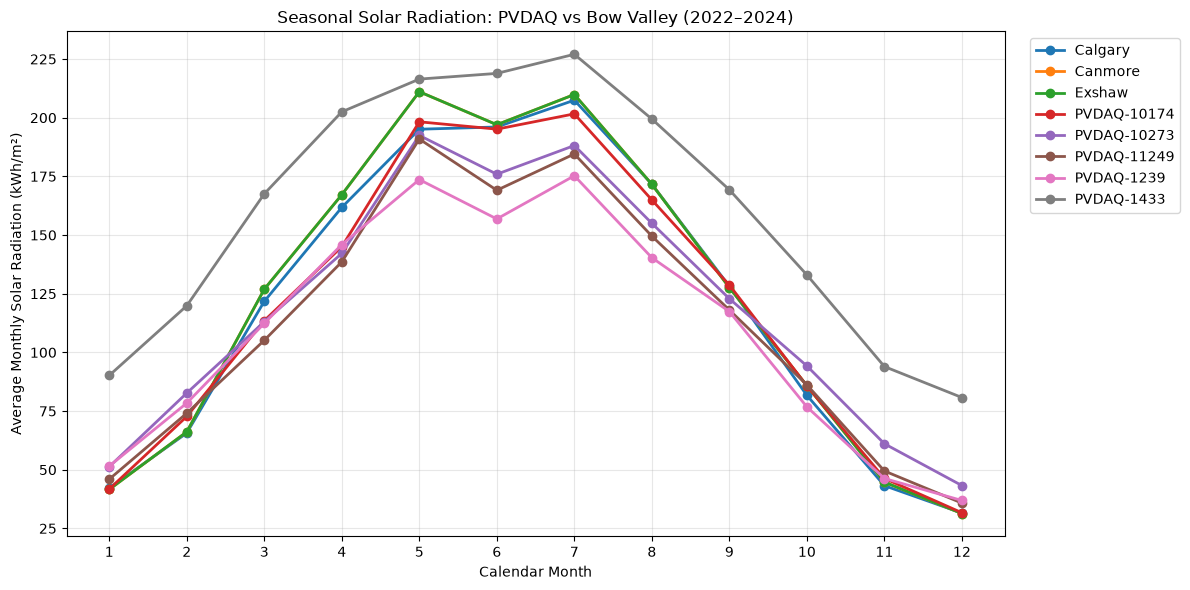 Seasonal Solar Radiation: PVDAQ vs Bow Valley (2022–2024)
Average Monthly Solar Radiation (kWh/m²)
225
200
175
150
125
100
75
50
25
1 2 3 4 5 6 7 8 9 10 11 12
Calendar Month
Calgary
Canmore
Exshaw
PVDAQ-10174
PVDAQ-10273
PVDAQ-11249
PVDAQ-1239
PVDAQ-1433